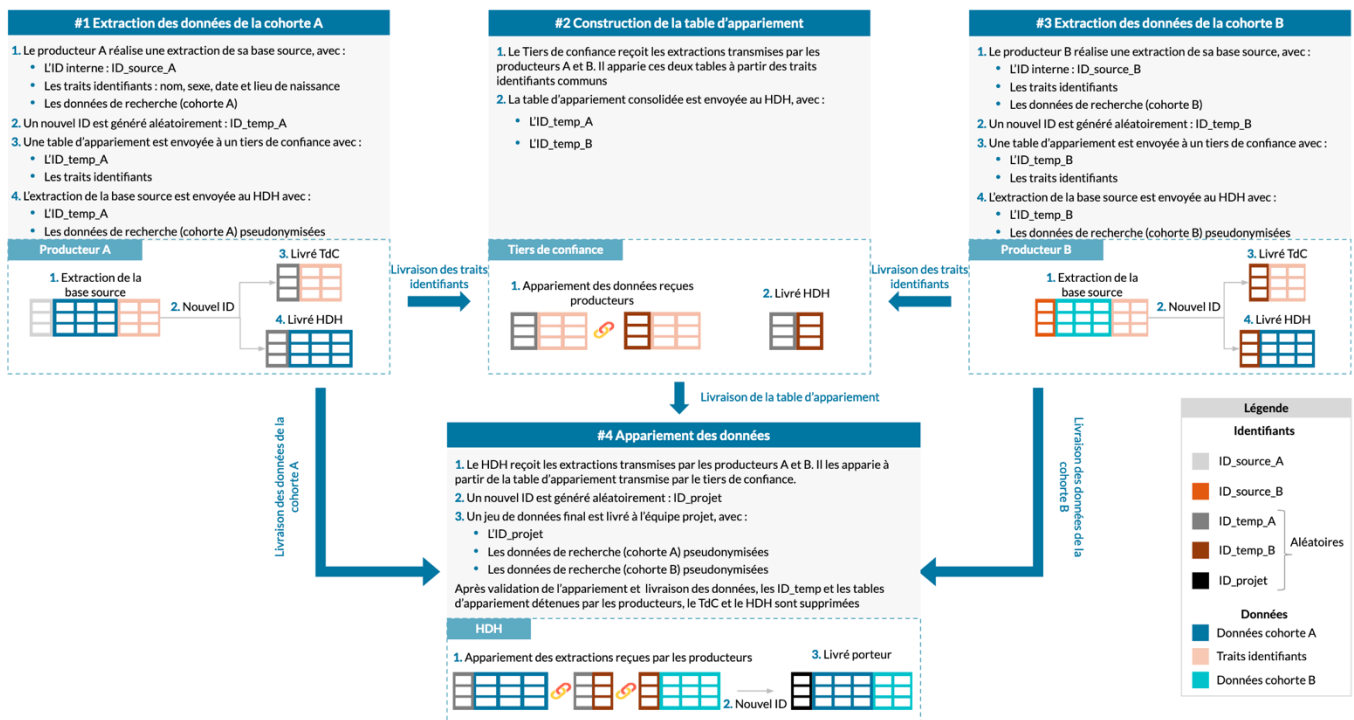 #1 Extraction des données de la cohorte A
1. Le producteur A réalise une extraction de sa base source, avec :
• L'ID interne : ID_source_A
• Les traits identifiants : nom, sexe, date et lieu de naissance
• Les données de recherche (cohorte A)
2. Un nouvel ID est généré aléatoirement : ID_temp_A
3. Une table d'appariement est envoyée à un tiers de confiance avec :
• L'ID_temp_A
• Les traits identifiants
4. L'extraction de la base source est envoyée au HDH avec :
• L'ID_temp_A
• Les données de recherche (cohorte A) pseudonymisées
Producteur A
1. Extraction de la
base source
2. Nouvel ID
3. Livré TdC
4. Livré HDH
Livraison des traits
identifiants
#2 Construction de la table d'appariement
1. Le Tiers de confiance reçoit les extractions transmises par les
producteurs A et B. Il apparie ces deux tables à partir des traits
identifiants communs
2. La table d'appariement consolidée est envoyée au HDH, avec :
• L'ID_temp_A
• L'ID_temp_B
Tiers de confiance
1. Appariement des données reçues
producteurs
2. Livré HDH
Livraison des traits
identifiants
#3 Extraction des données de la cohorte B
1. Le producteur B réalise une extraction de sa base source, avec :
• L'ID interne : ID_source_B
• Les traits identifiants
• Les données de recherche (cohorte B)
2. Un nouvel ID est généré aléatoirement : ID_temp_B
3. Une table d'appariement est envoyée à un tiers de confiance avec :
• L'ID_temp_B
• Les traits identifiants
4. L'extraction de la base source est envoyée au HDH avec :
• L'ID_temp_B
• Les données de recherche (cohorte B) pseudonymisées
Producteur B
1. Extraction de la
base source
2. Nouvel ID
3. Livré TdC
4. Livré HDH
Livraison des données de la
cohorte A
Livraison de la table d'appariement
Livraison des données de la
cohorte B
#4 Appariement des données
1. Le HDH reçoit les extractions transmises par les producteurs A et B. Il les apparie à
partir de la table d'appariement transmise par le tiers de confiance.
2. Un nouvel ID est généré aléatoirement : ID_projet
3. Un jeu de données final est livré à l'équipe projet, avec :
• L'ID_projet
• Les données de recherche (cohorte A) pseudonymisées
• Les données de recherche (cohorte B) pseudonymisées
Après validation de l'appariement et livraison des données, les ID_temp et les tables
d'appariement détenues par les producteurs, le TdC et le HDH sont supprimées
HDH
1. Appariement des extractions reçues par les producteurs
2. Nouvel ID
3. Livré porteur
Légende
Identifiants
ID_source_A
ID_source_B
ID_temp_A
ID_temp_B
ID_projet
Aléatoires
Données
Données cohorte A
Traits identifiants
Données cohorte B